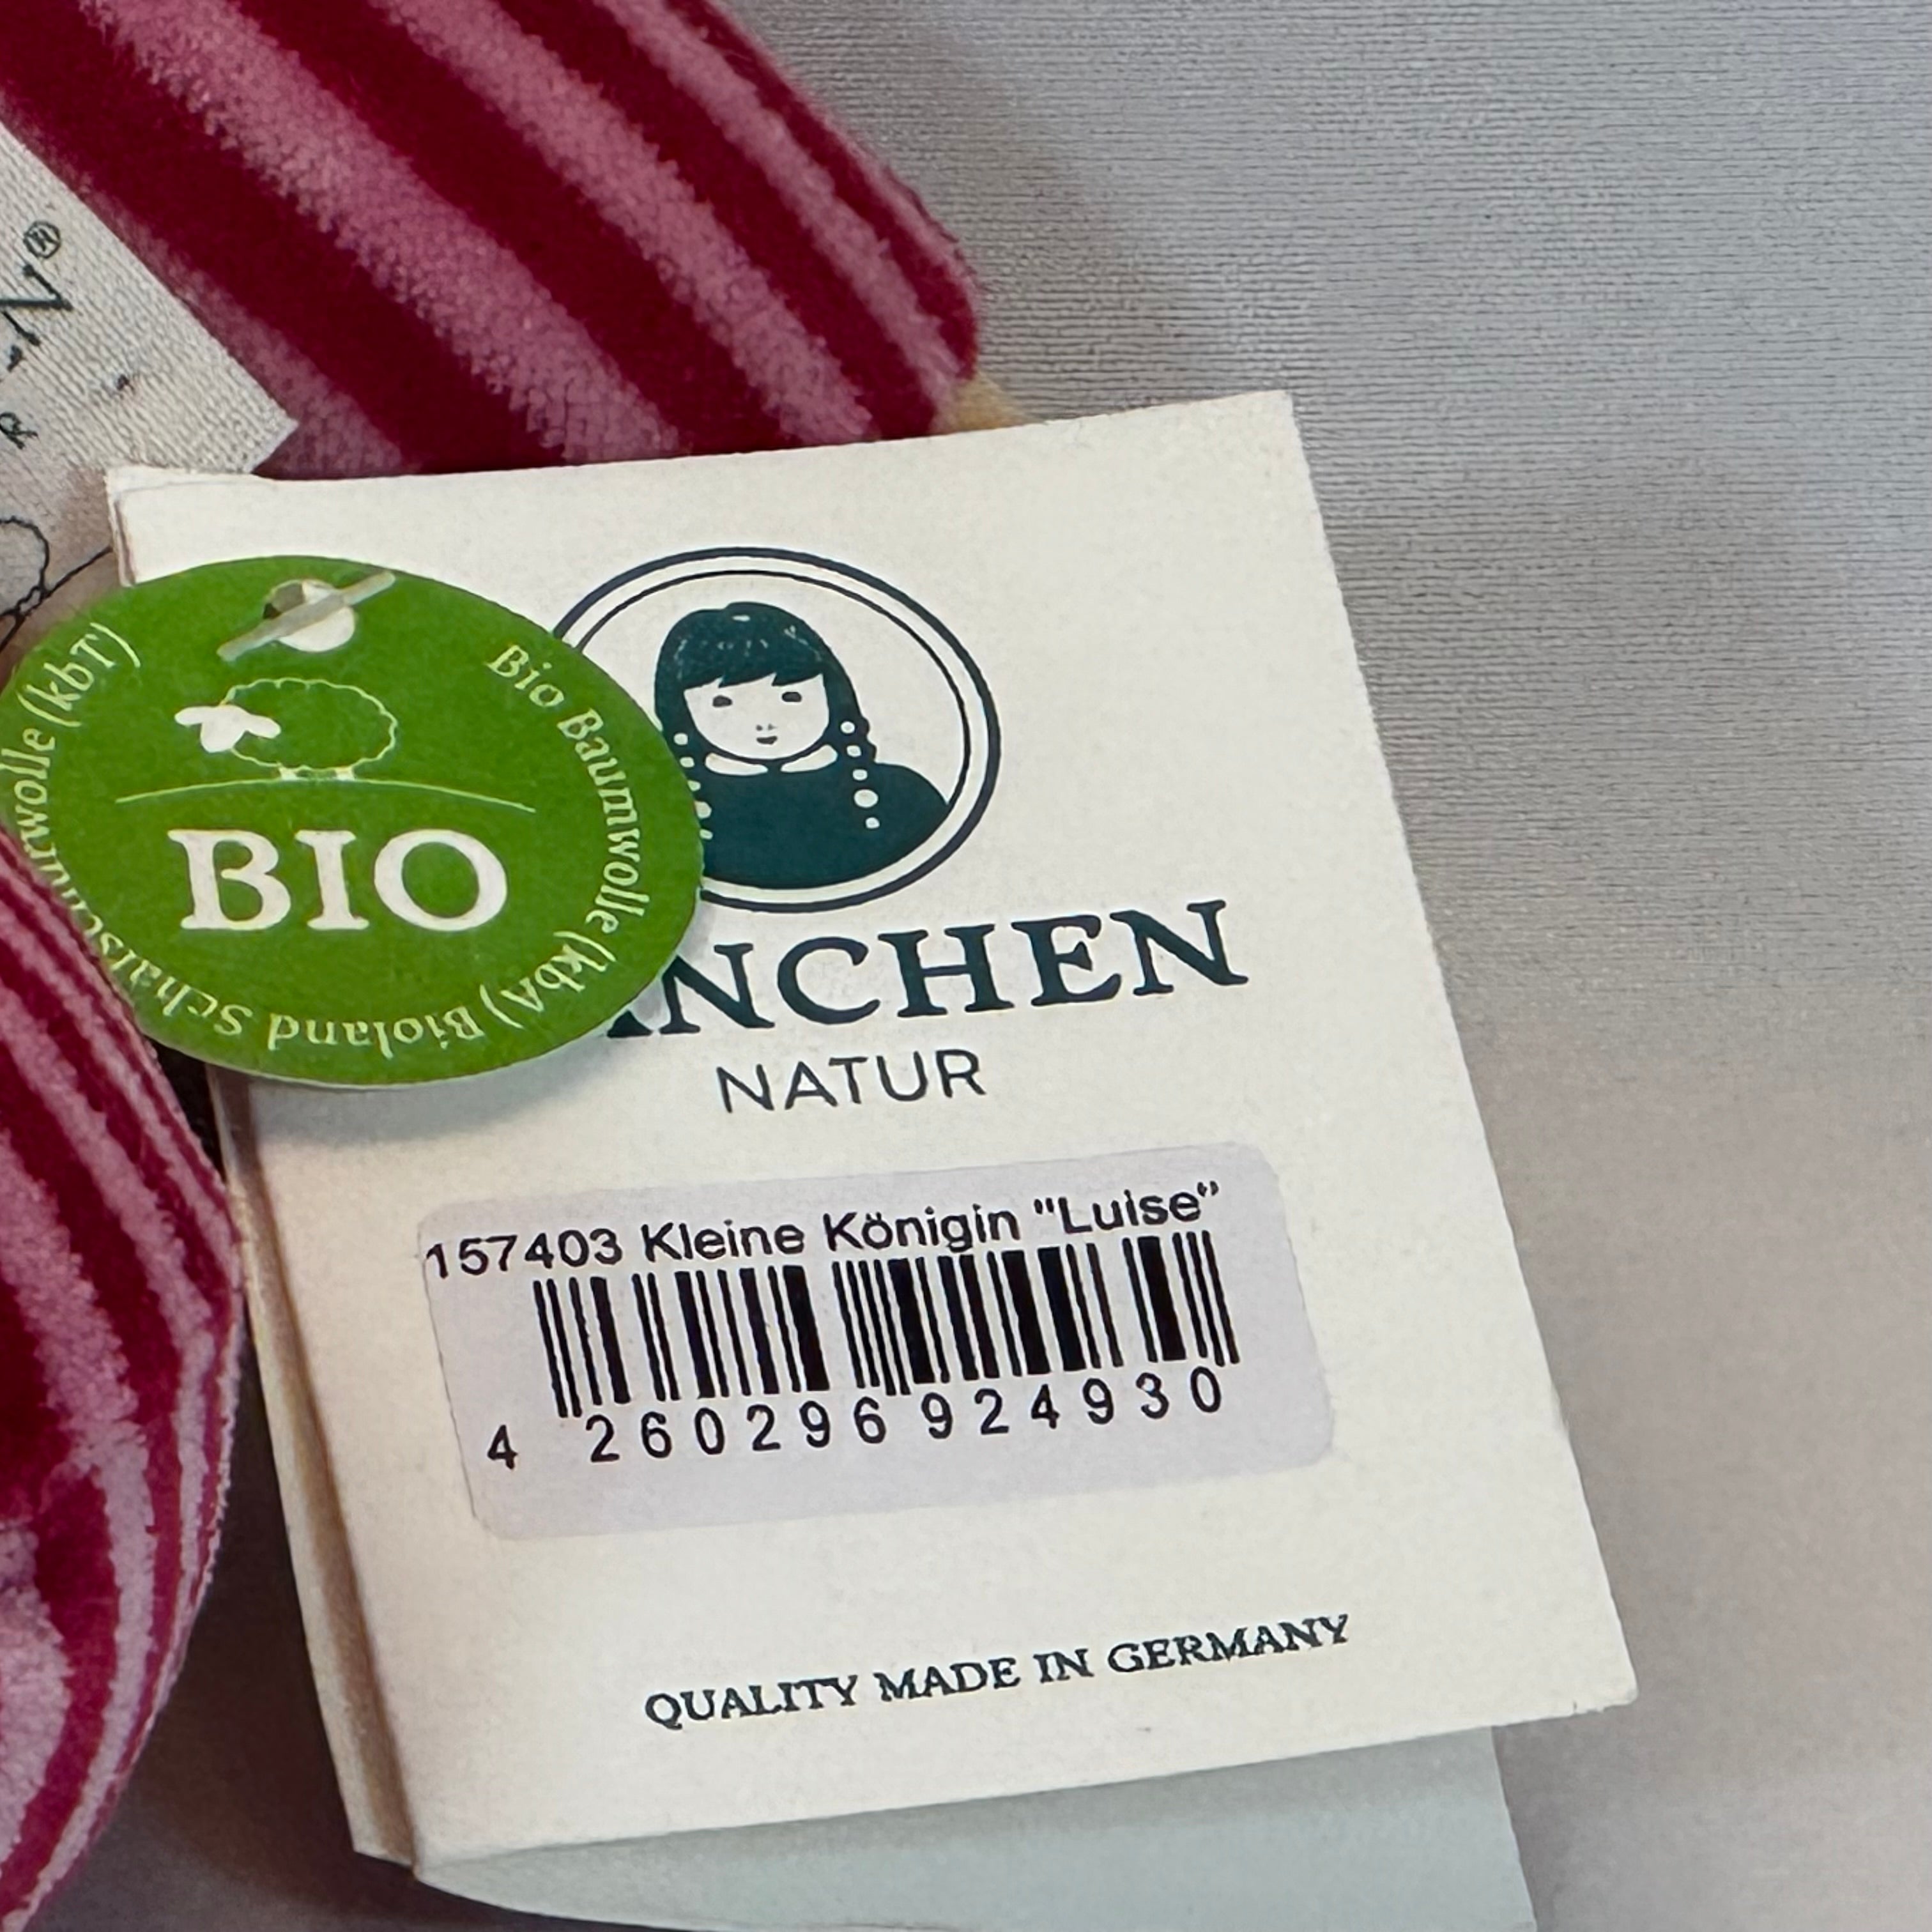 Bio Baumwolle (kbA) Bioland Schafschurwolle (kbT)
BIO
NCHEN
NATUR
157403 Kleine Königin "Luise"
4 260296 924930
QUALITY MADE IN GERMANY